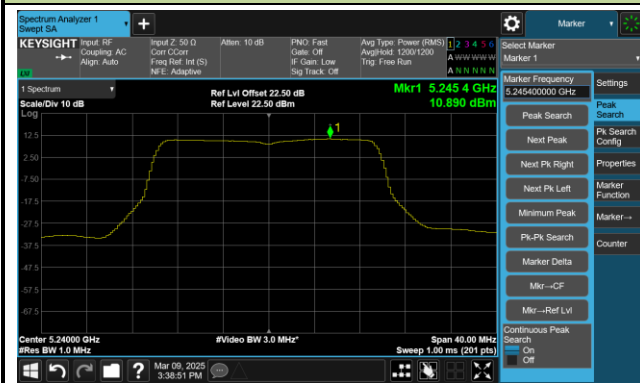 Spectrum Analyzer 1
Swept SA
Marker
KEYSIGHT
Input: RF
Coupling: AC
Align: Auto
Input Z: 50 Ω
Corr CCorr
Freq Ref: Int (S)
NFE: Adaptive
Atten: 10 dB
PNO: Fast
Gate: Off
IF Gain: Low
Sig Track: Off
Avg Type: Power (RMS)
Avg|Hold: 1200/1200
Trig: Free Run
1 2 3 4 5 6
A W W W W W
A N N N N N
Select Marker
Marker 1
1 Spectrum
Scale/Div 10 dB
Log
Ref Lvl Offset 22.50 dB
Ref Level 22.50 dBm
Mkr1 5.245 4 GHz
10.890 dBm
Marker Frequency
5.245400000 GHz
Settings
Peak Search
Peak
Search
Next Peak
Pk Search
Config
Next Pk Right
Properties
Next Pk Left
Marker
Function
Minimum Peak
Marker→
Pk-Pk Search
Counter
Marker Delta
Mkr→CF
Mkr→Ref Lvl
Continuous Peak
Search
On
Off
1
12.5
2.50
-7.50
-17.5
-27.5
-37.5
-47.5
-57.5
-67.5
Center 5.24000 GHz
#Res BW 1.0 MHz
#Video BW 3.0 MHz*
Span 40.00 MHz
Sweep 1.00 ms (201 pts)
Mar 09, 2025
3:38:51 PM